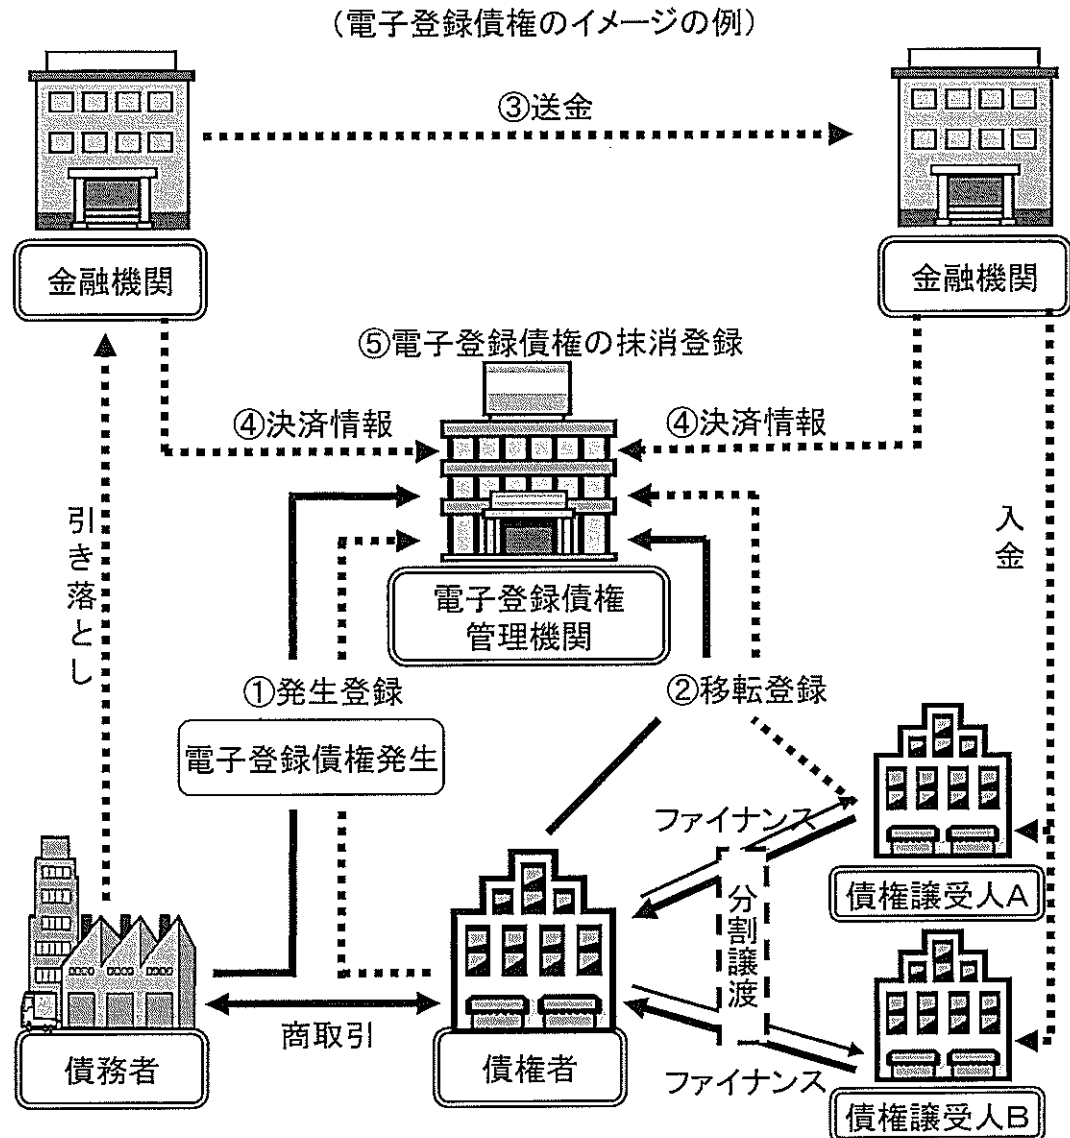 (電子登録債権のイメージの例)
③送金
金融機関
金融機関
⑤電子登録債権の抹消登録
④決済情報
④決済情報
引き落とし
入金
電子登録債権
管理機関
①発生登録
②移転登録
電子登録債権発生
ファイナンス
分割譲渡
債権譲受人A
商取引
債務者
債権者
ファイナンス
債権譲受人B